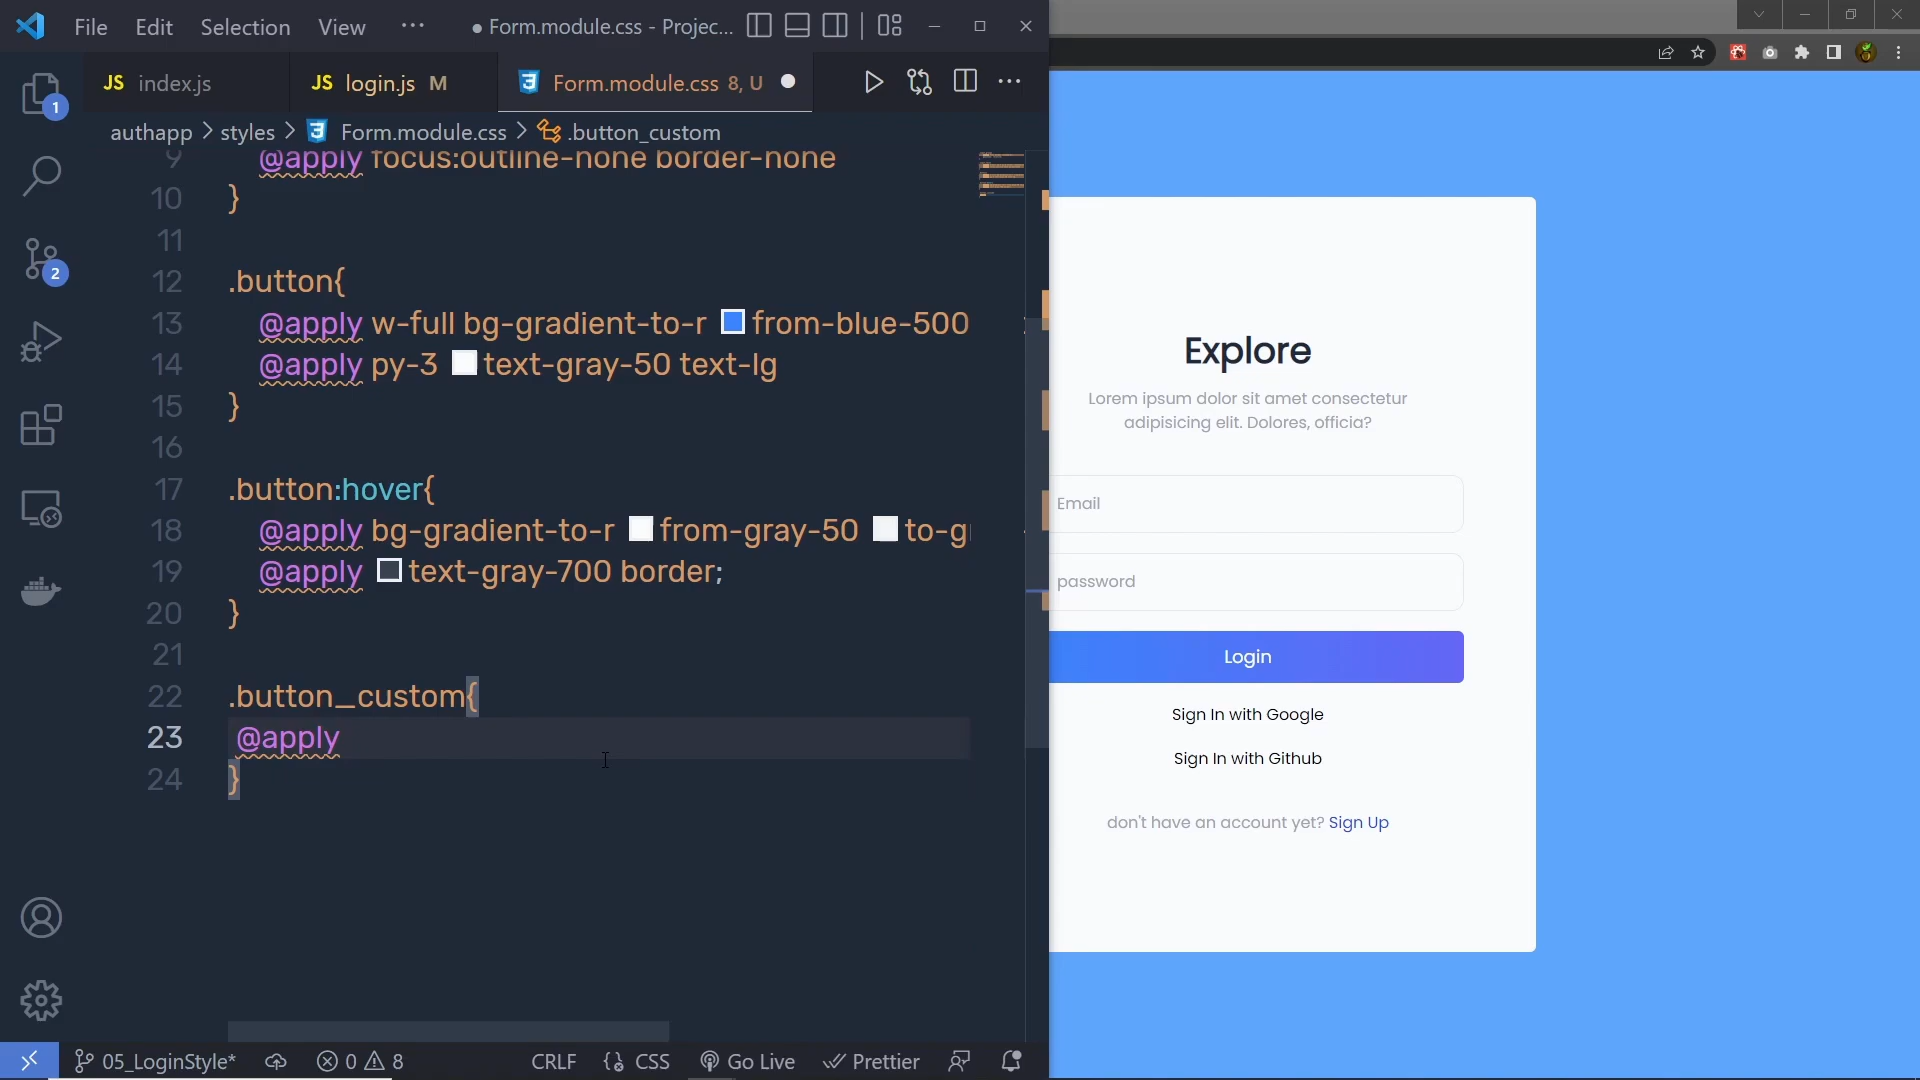 File Edit Selection View ··· ● Form.module.css - Projec...
JS index.js JS login.js M Form.module.css 8, U ●
authapp > styles > Form.module.css > .button_custom
9 @apply focus:outline-none border-none
10 }
11
12 .button{
13 @apply w-full bg-gradient-to-r from-blue-500
14 @apply py-3 text-gray-50 text-lg
15 }
16
17 .button:hover{
18 @apply bg-gradient-to-r from-gray-50
19 @apply text-gray-700 border;
20 }
21
22 .button_custom{
23 @apply
24 }
1
2
05_LoginStyle* 0 8 CRLF {} CSS Go Live Prettier
Explore
Lorem ipsum dolor sit amet consectetur
adipisicing elit. Dolores, officia?
Email
password
Login
Sign In with Google
Sign In with Github
don't have an account yet? Sign Up